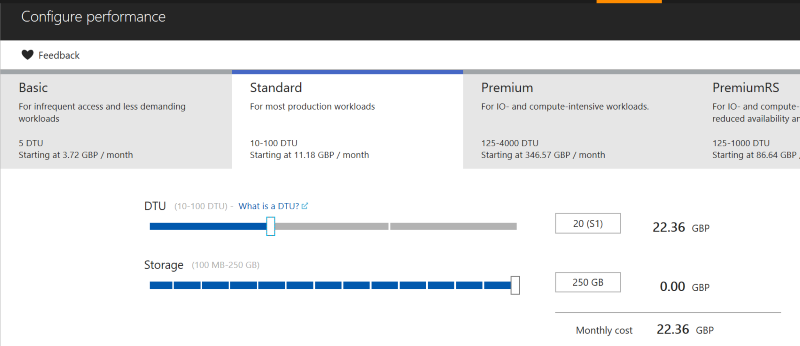 Configure performance
Feedback
Basic
For infrequent access and less demanding
workloads
5 DTU
Starting at 3.72 GBP / month
Standard
For most production workloads
10-100 DTU
Starting at 11.18 GBP / month
Premium
For IO- and compute-intensive workloads.
125-4000 DTU
Starting at 346.57 GBP / month
PremiumRS
For IO- and compute-
reduced availability an
125-1000 DTU
Starting at 86.64 GBP /
DTU (10-100 DTU) - What is a DTU?
20 (S1) 22.36 GBP
Storage (100 MB-250 GB)
250 GB 0.00 GBP
Monthly cost 22.36 GBP